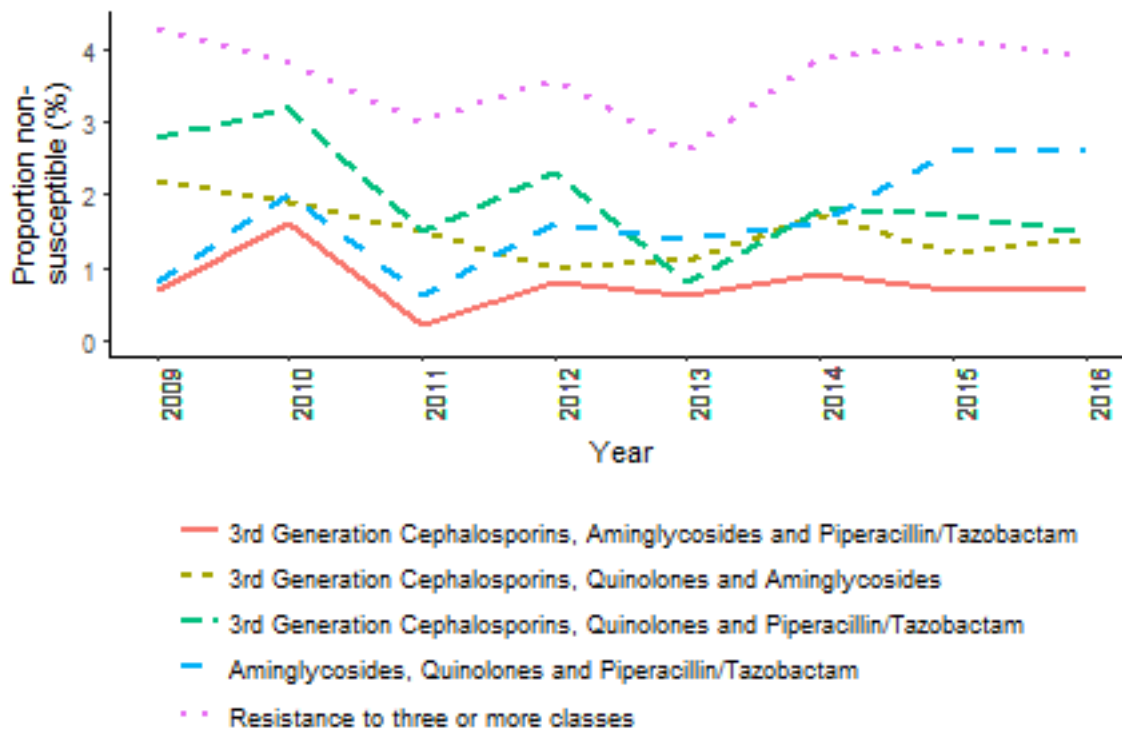 Proportion non-
susceptible (%)
4
3
2
1
0
2009
2010
2011
2012
2013
2014
2015
2016
Year
3rd Generation Cephalosporins, Aminglycosides and Piperacillin/Tazobactam
3rd Generation Cephalosporins, Quinolones and Aminglycosides
3rd Generation Cephalosporins, Quinolones and Piperacillin/Tazobactam
Aminglycosides, Quinolones and Piperacillin/Tazobactam
Resistance to three or more classes